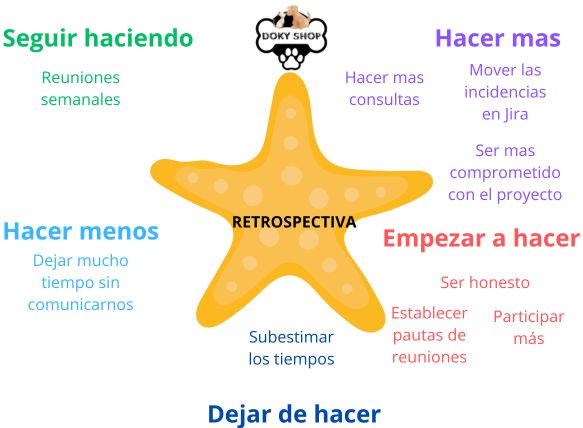 DOKY SHOP
Seguir haciendo
Reuniones
semanales
Hacer mas
Hacer mas
consultas
Mover las
incidencias
en Jira
Ser mas
comprometido
con el proyecto
RETROSPECTIVA
Hacer menos
Dejar mucho
tiempo sin
comunicarnos
Empezar a hacer
Ser honesto
Establecer
pautas de
reuniones
Participar
más
Subestimar
los tiempos
Dejar de hacer